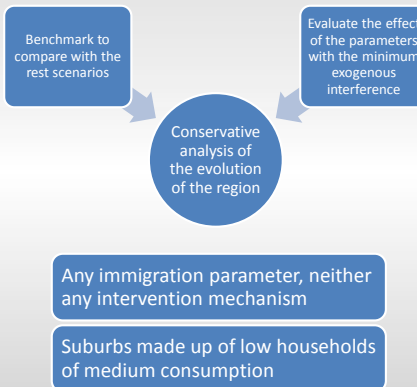 Benchmark to
compare with the
rest scenarios
Evaluate the effect
of the parameters
with the minimum
exogenous
interference
Conservative
analysis of
the evolution
of the region
Any immigration parameter, neither
any intervention mechanism
Suburbs made up of low households
of medium consumption